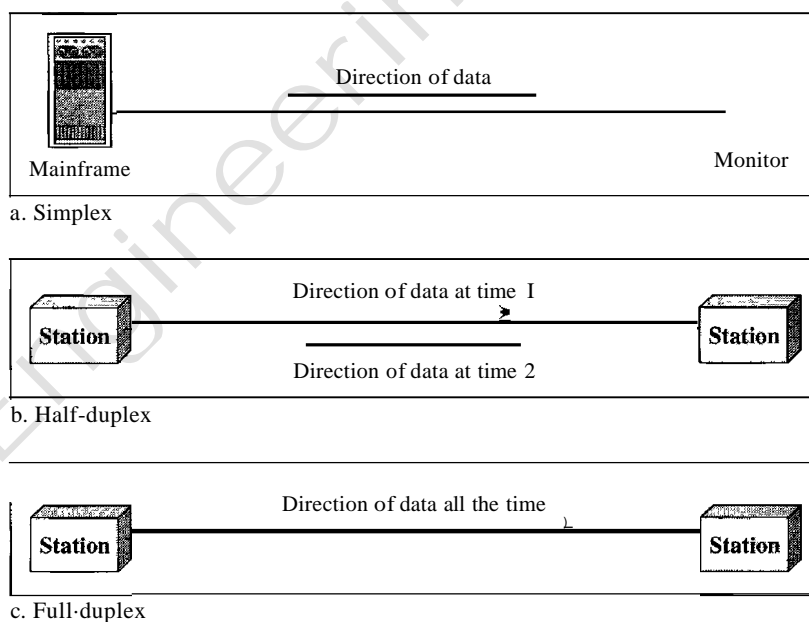 Direction of data
Mainframe
Monitor
a. Simplex
Direction of data at time I
Station
Station
Direction of data at time 2
b. Half-duplex
Direction of data all the time
Station
Station
c. Full·duplex
Engineerin